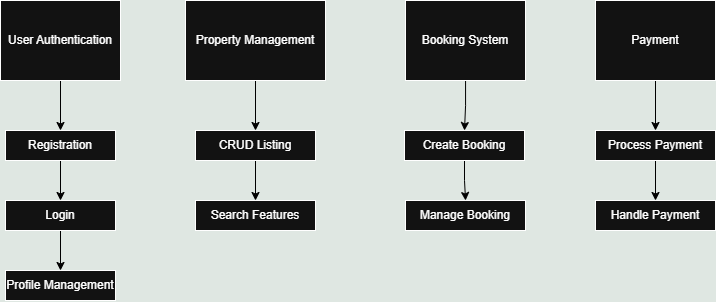 User Authentication
Property Management
Booking System
Payment
Registration
CRUD Listing
Create Booking
Process Payment
Login
Search Features
Manage Booking
Handle Payment
Profile Management